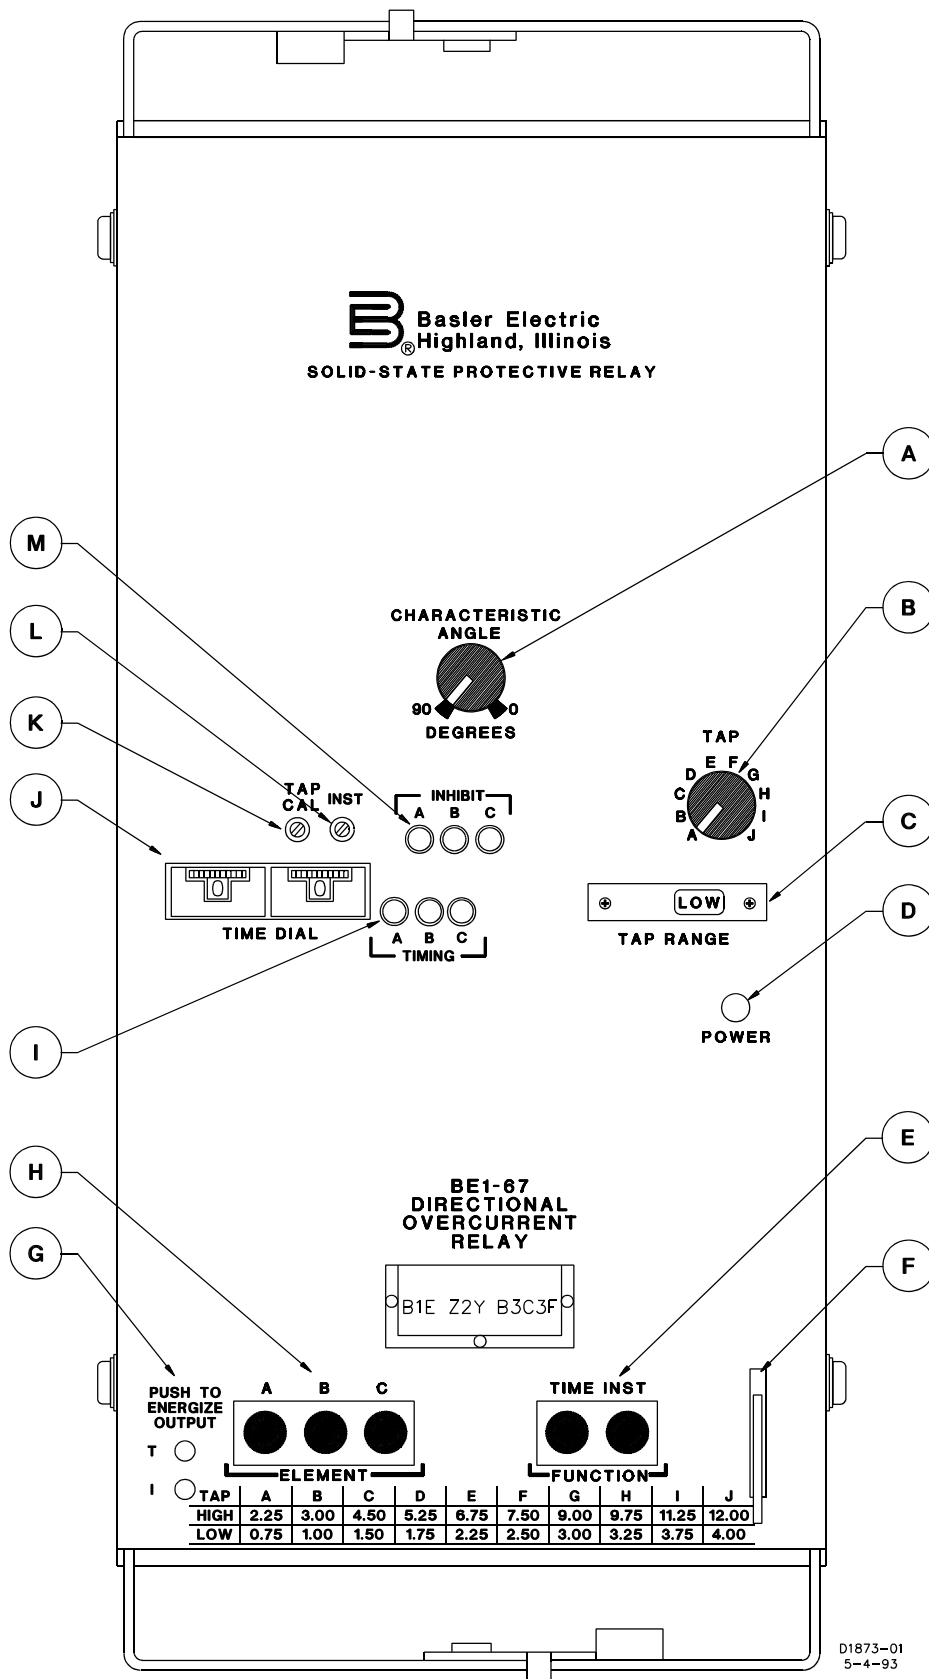 Basler Electric
® Highland, Illinois
SOLID-STATE PROTECTIVE RELAY
A
M
B
CHARACTERISTIC
ANGLE
L
90 0
DEGREES
K
TAP
A B C D E F G H I J
J
TAP
CAL
INST
INHIBIT
A B C
C
LOW
TAP RANGE
TIME DIAL
A B C
TIMING
D
POWER
I
E
H
BE1-67
DIRECTIONAL
OVERCURRENT
RELAY
G
F
B1E Z2Y B3C3F
PUSH TO
ENERGIZE
OUTPUT
T
I
A B C
ELEMENT
TIME INST
FUNCTION
TAP A B C D E F G H I J
HIGH 2.25 3.00 4.50 5.25 6.75 7.50 9.00 9.75 11.25 12.00
LOW 0.75 1.00 1.50 1.75 2.25 2.50 3.00 3.25 3.75 4.00
D1873-01
5-4-93